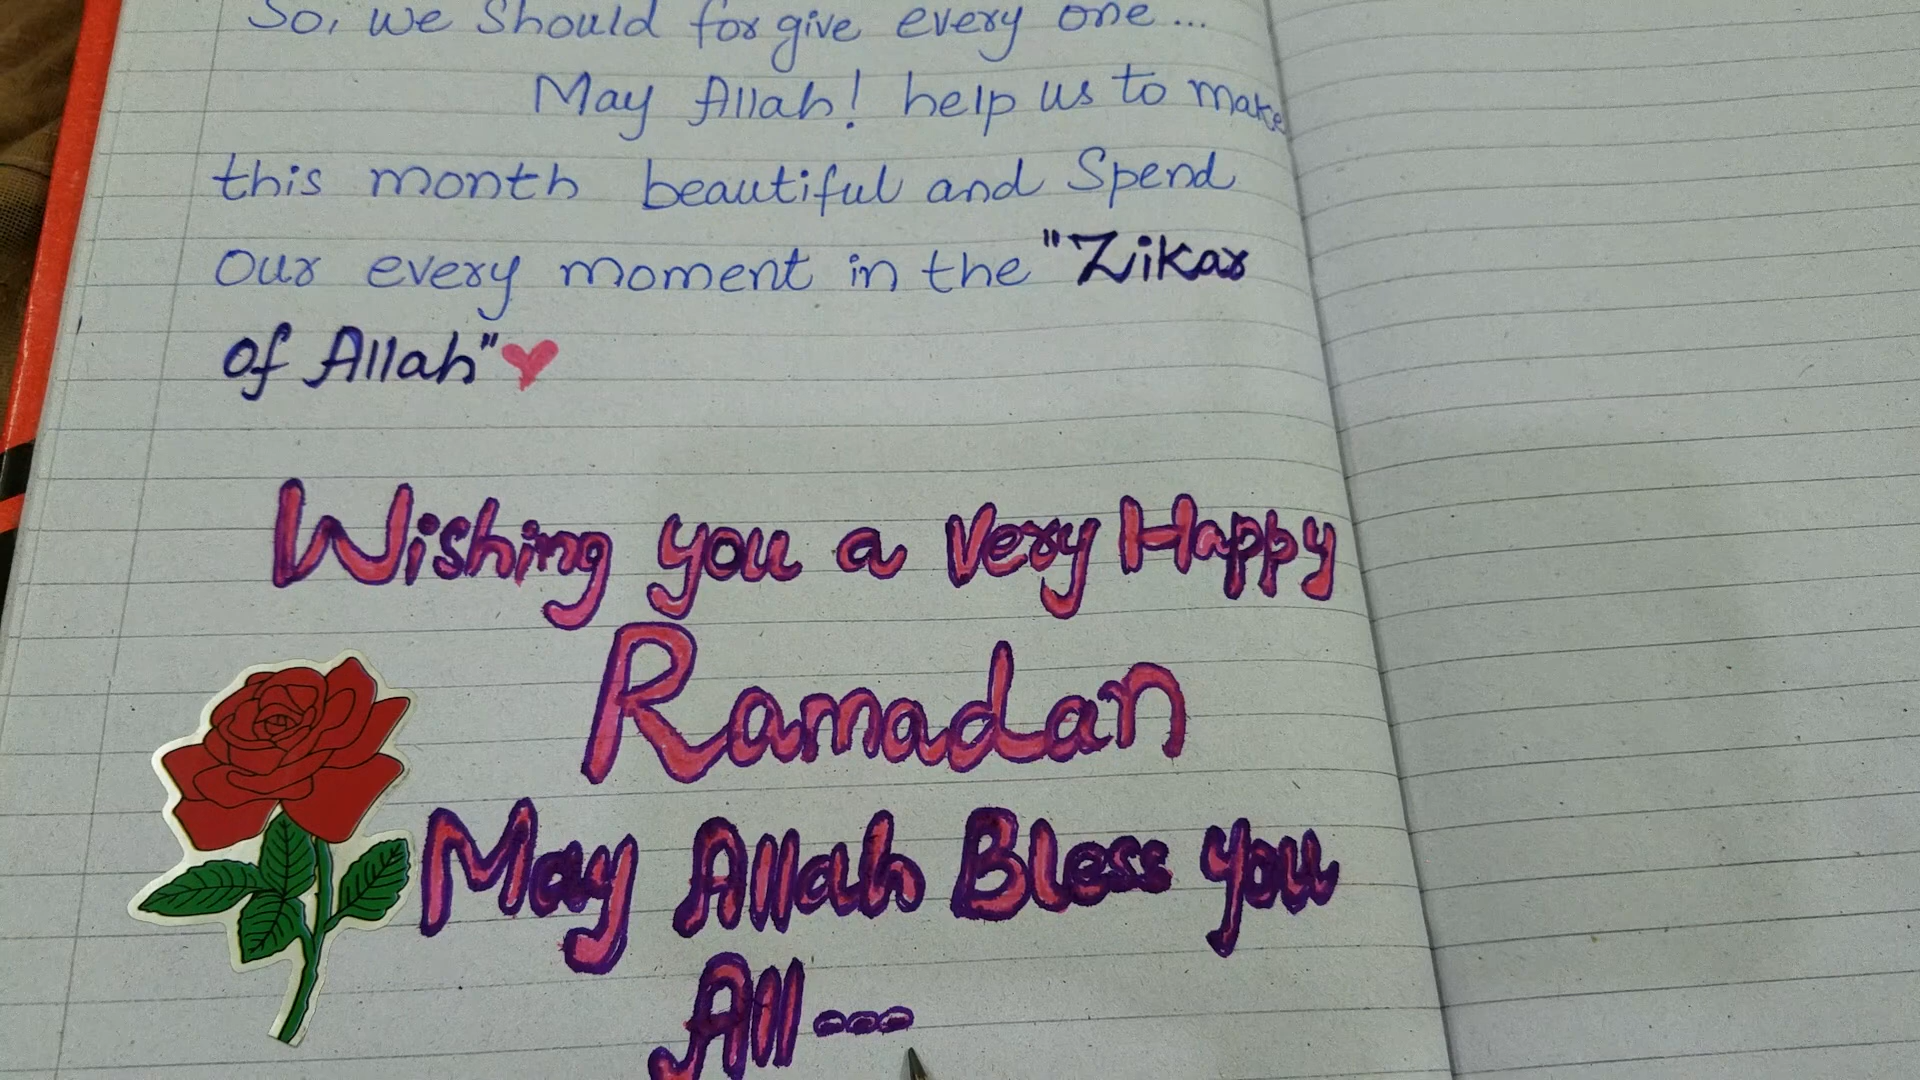 So, we should forgive every one...
May Allah! help us to make
this month beautiful and Spend
Our every moment in the "Zikar
of Allah"
Wishing you a Very Happy
Ramadan
May Allah Bless you
All...